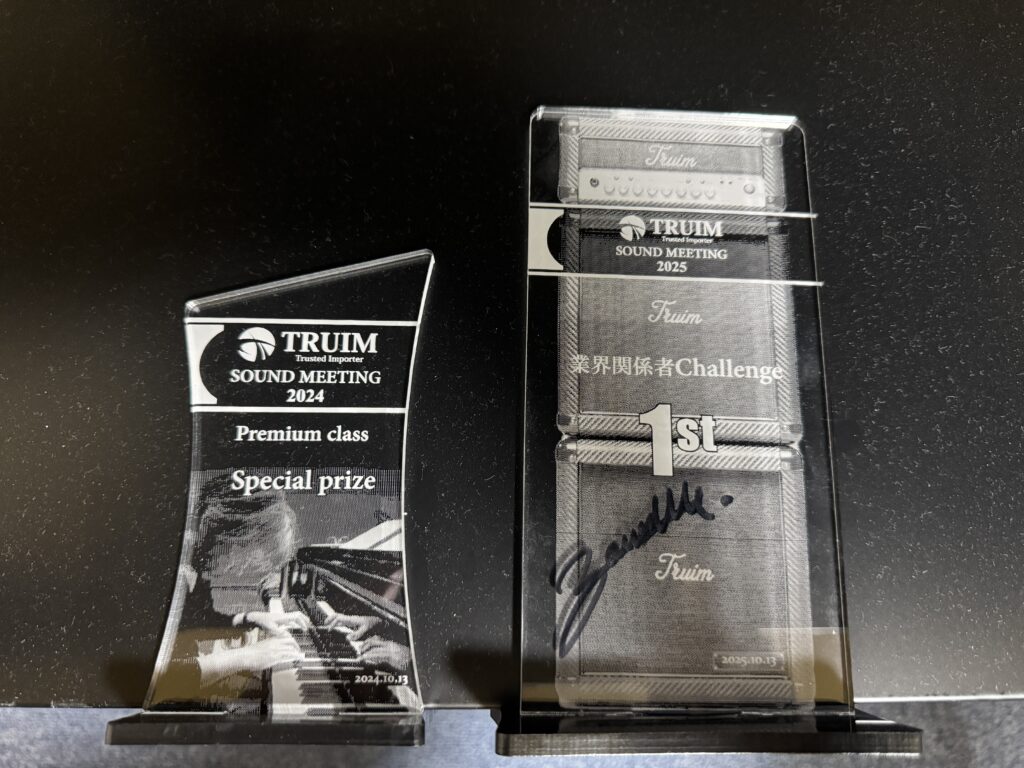 TRUIM
Trusted Importer
SOUND MEETING
2024
Premium class
Special prize
2024.10.13
Truim
TRUIM
Trusted Importer
SOUND MEETING
2025
Truim
業界関係者Challenge
1st
Truim
2025.10.13